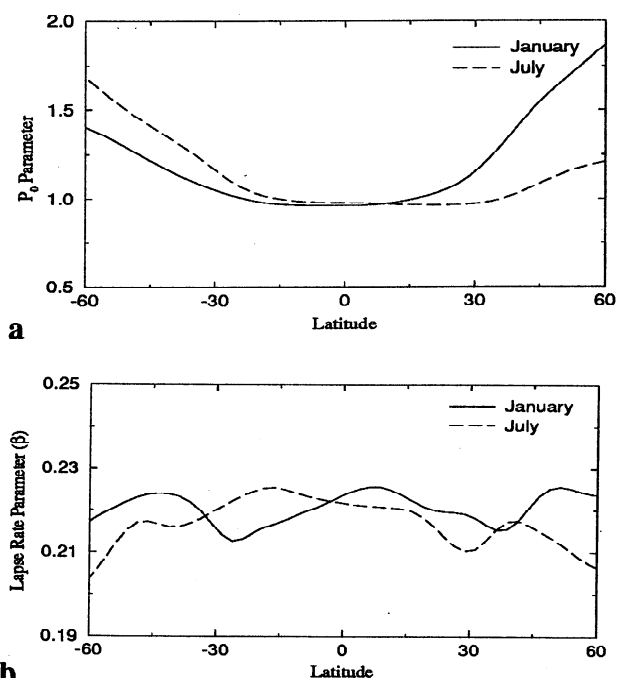 2.0
January
July
1.5
P0 Parameter
1.0
0.5
-60 -30 0 30 60
Latitude
a
0.25
January
July
0.23
Lapse Rate Parameter (β)
0.21
0.19
-60 -30 0 30 60
Latitude
b